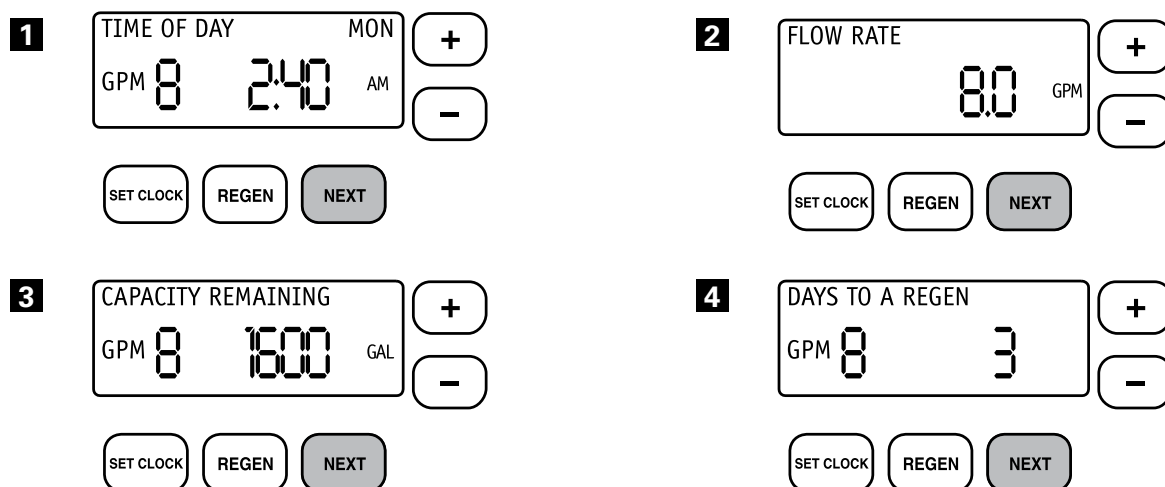 1
TIME OF DAY MON
GPM 8 2:40 AM
+
−
SET CLOCK REGEN NEXT
2
FLOW RATE
8.0 GPM
+
−
SET CLOCK REGEN NEXT
3
CAPACITY REMAINING
GPM 8 1600 GAL
+
−
SET CLOCK REGEN NEXT
4
DAYS TO A REGEN
GPM 8 3
+
−
SET CLOCK REGEN NEXT